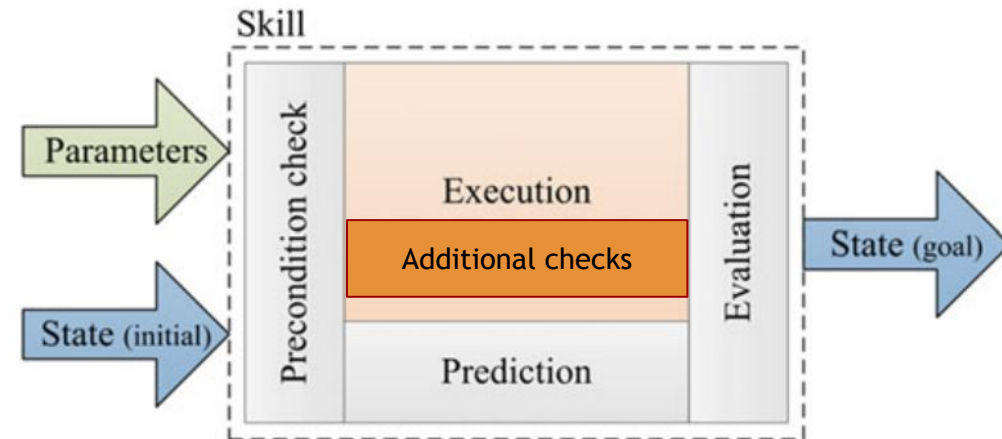 Skill
Parameters
State (initial)
Precondition check
Execution
Additional checks
Prediction
Evaluation
State (goal)